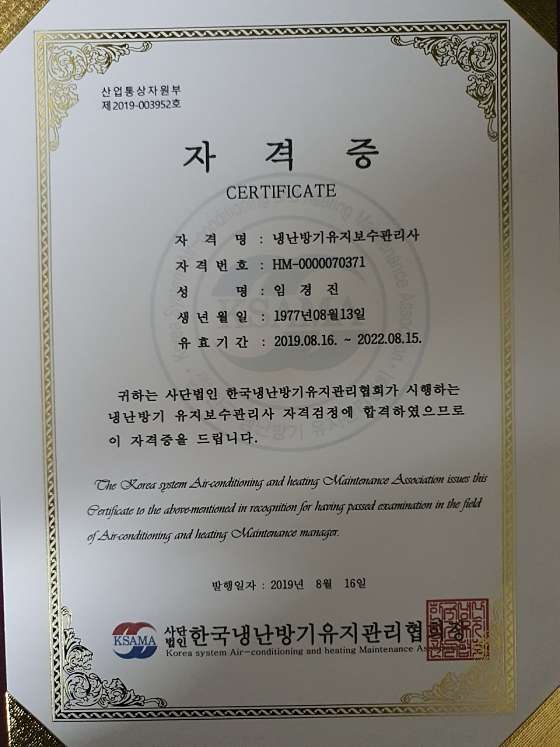 산업통상자원부
제2019-003952호
자 격 증
CERTIFICATE
자 격 명 : 냉난방기유지보수관리사
자격번호 : HM-0000070371
성 명 : 임 경 진
생년월일 : 1977년08월13일
유효기간 : 2019.08.16. ~ 2022.08.15.
귀하는 사단법인 한국냉난방기유지관리협회가 시행하는
냉난방기 유지보수관리사 자격검정에 합격하였으므로
이 자격증을 드립니다.
The Korea system Air-conditioning and heating Maintenance Association issues this
Certificate to the above-mentioned in recognition for having passed examination in the field
of Air-conditioning and heating Maintenance manager.
발행일자 : 2019년 8월 16일
KSAMA 사단법인 한국냉난방기유지관리협회장
Korea system Air-conditioning and heating Maintenance